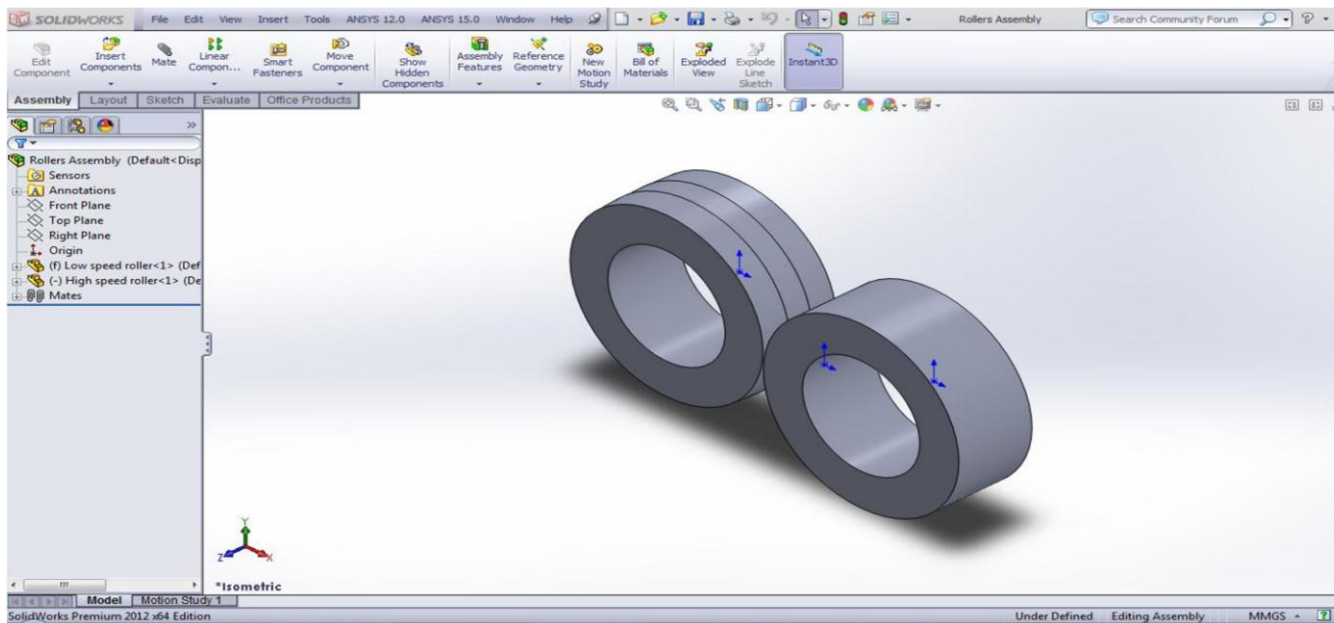 SOLIDWORKS File Edit View Insert Tools ANSYS 12.0 ANSYS 15.0 Window Help Rollers Assembly Search Community Forum
Edit Component Insert Components Mate Linear Compon... Smart Fasteners Move Component Show Hidden Components Assembly Features Reference Geometry New Motion Study Bill of Materials Exploded View Explode Line Sketch Instant3D
Assembly Layout Sketch Evaluate Office Products
Rollers Assembly (Default<Disp
Sensors
A Annotations
Front Plane
Top Plane
Right Plane
Origin
(f) Low speed roller<1> (Def
(-) High speed roller<1> (De
Mates
Y
Z X
*Isometric
Model Motion Study 1
SolidWorks Premium 2012 x64 Edition Under Defined Editing Assembly MMGS